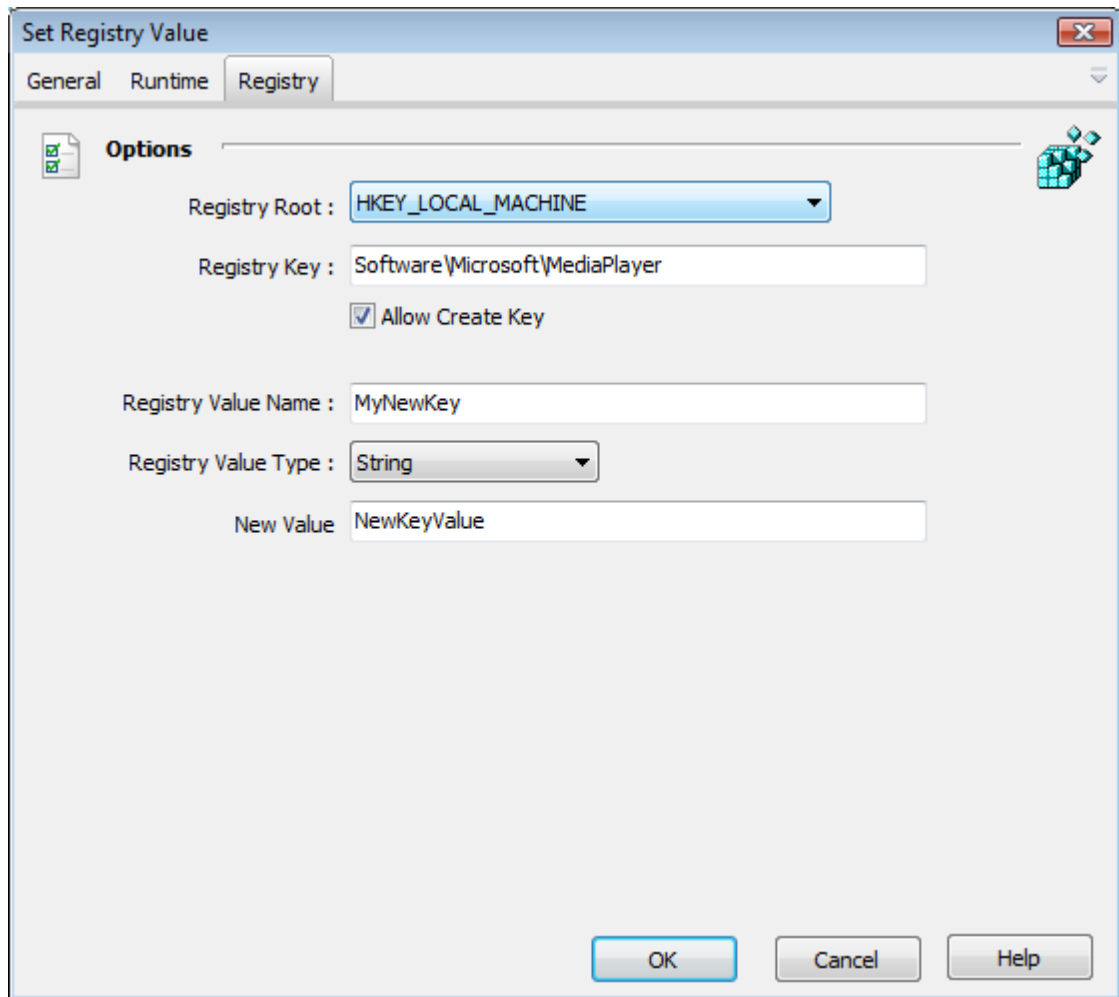 Set Registry Value
General Runtime Registry
Options
Registry Root : HKEY_LOCAL_MACHINE
Registry Key : Software\Microsoft\MediaPlayer
Allow Create Key
Registry Value Name : MyNewKey
Registry Value Type : String
New Value NewKeyValue
OK Cancel Help